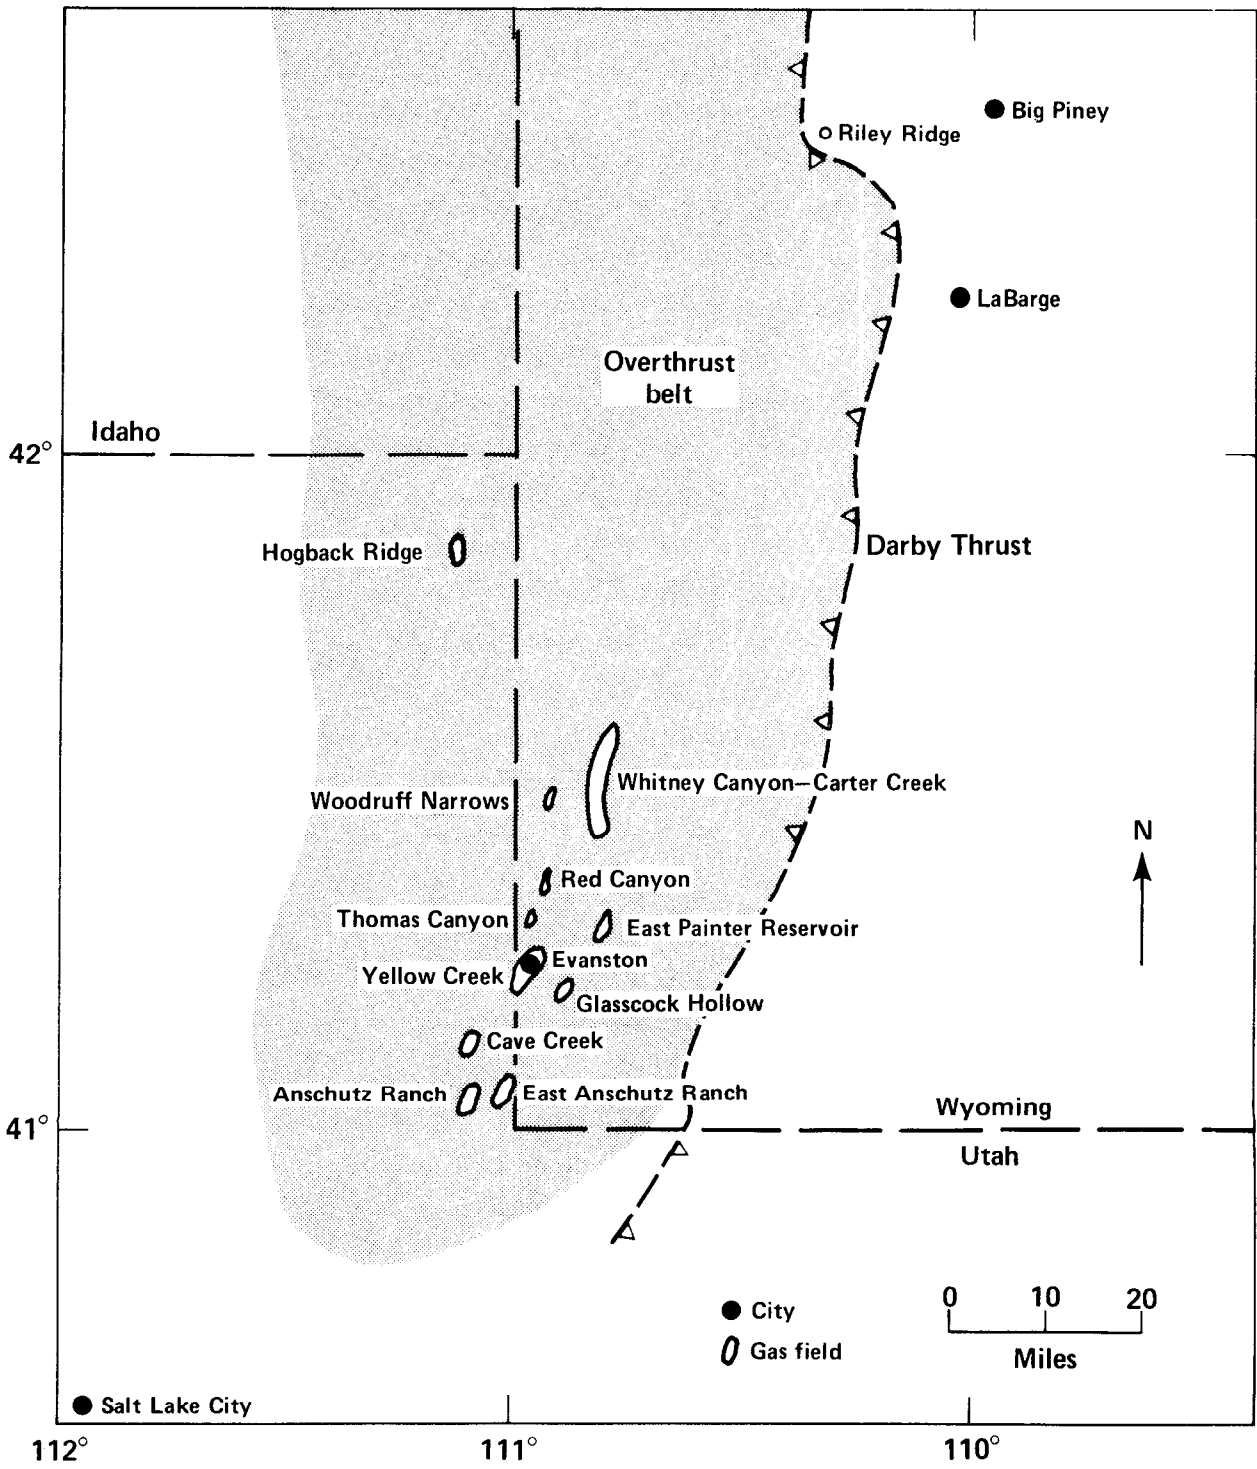 Big Piney
Riley Ridge
LaBarge
Overthrust
belt
Idaho
42°
Hogback Ridge
Darby Thrust
Whitney Canyon–Carter Creek
Woodruff Narrows
N
Red Canyon
Thomas Canyon
East Painter Reservoir
Evanston
Yellow Creek
Glasscock Hollow
Cave Creek
Anschutz Ranch
East Anschutz Ranch
Wyoming
41°
Utah
0 10 20
City
Gas field
Miles
Salt Lake City
112° 111° 110°